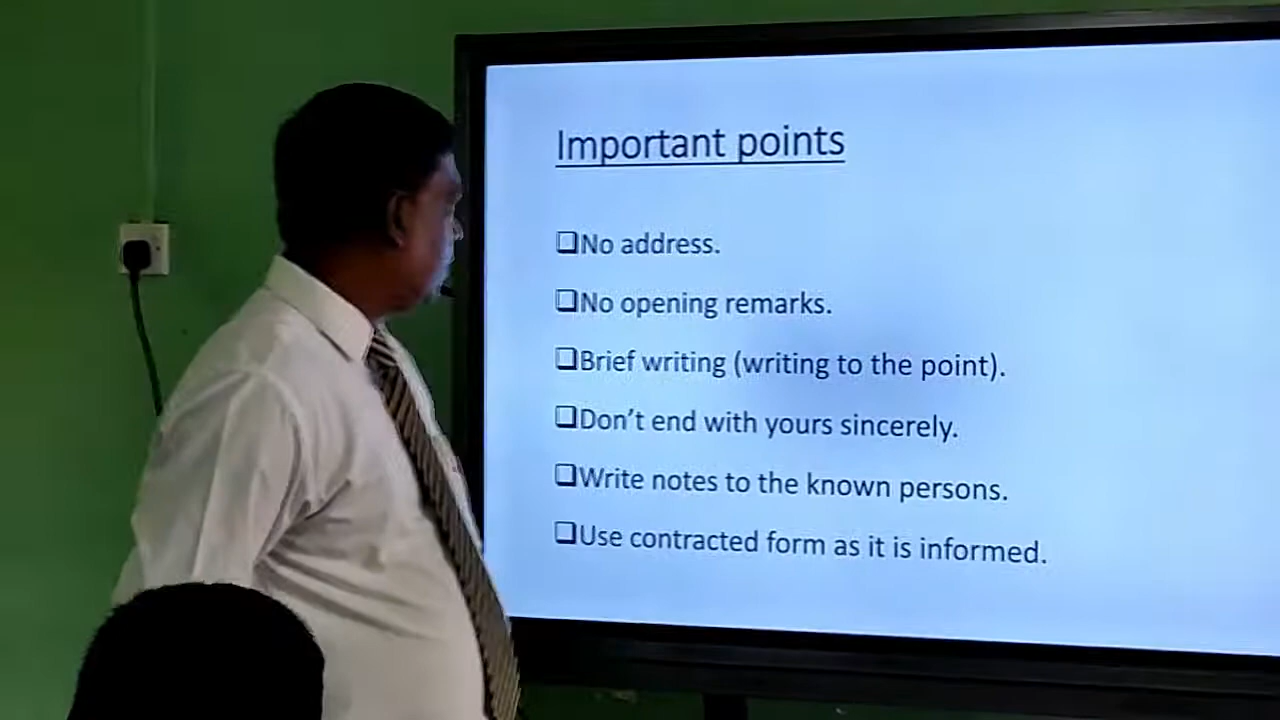 Important points
❑No address.
❑No opening remarks.
❑Brief writing (writing to the point).
❑Don't end with yours sincerely.
❑Write notes to the known persons.
❑Use contracted form as it is informed.